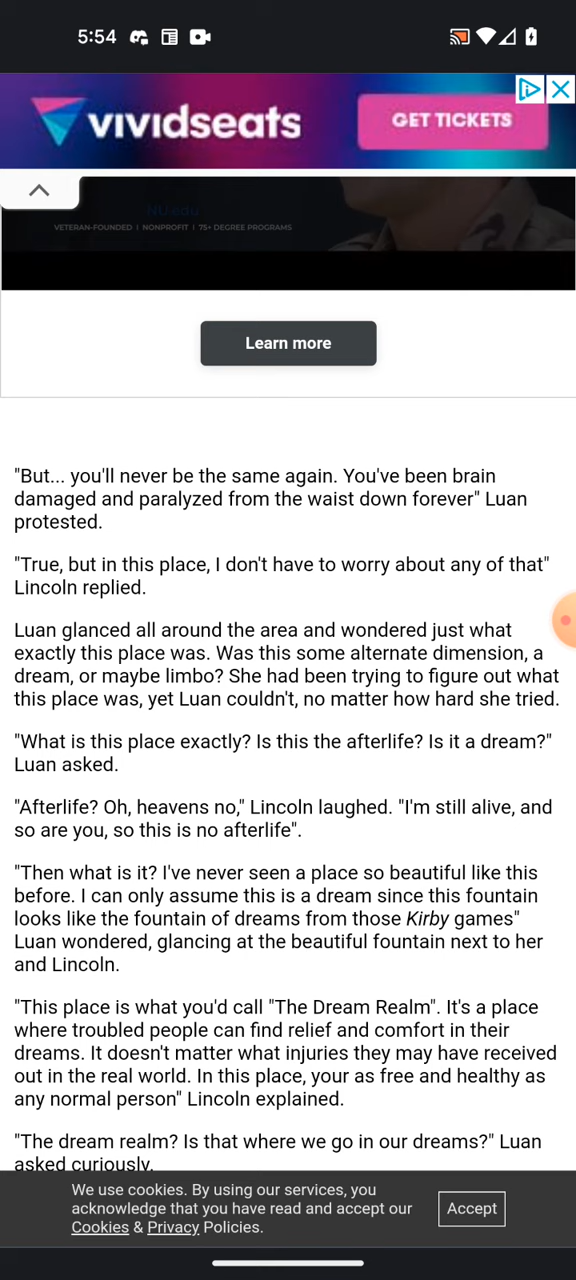 5:54
vividseats
GET TICKETS
NU.edu
VETERAN-FOUNDED | NONPROFIT | 75+ DEGREE PROGRAMS
Learn more
"But... you'll never be the same again. You've been brain
damaged and paralyzed from the waist down forever" Luan
protested.
"True, but in this place, I don't have to worry about any of that"
Lincoln replied.
Luan glanced all around the area and wondered just what
exactly this place was. Was this some alternate dimension, a
dream, or maybe limbo? She had been trying to figure out what
this place was, yet Luan couldn't, no matter how hard she tried.
"What is this place exactly? Is this the afterlife? Is it a dream?"
Luan asked.
"Afterlife? Oh, heavens no," Lincoln laughed. "I'm still alive, and
so are you, so this is no afterlife".
"Then what is it? I've never seen a place so beautiful like this
before. I can only assume this is a dream since this fountain
looks like the fountain of dreams from those Kirby games"
Luan wondered, glancing at the beautiful fountain next to her
and Lincoln.
"This place is what you'd call "The Dream Realm". It's a place
where troubled people can find relief and comfort in their
dreams. It doesn't matter what injuries they may have received
out in the real world. In this place, your as free and healthy as
any normal person" Lincoln explained.
"The dream realm? Is that where we go in our dreams?" Luan
asked curiously.
We use cookies. By using our services, you
acknowledge that you have read and accept our
Cookies & Privacy Policies.
Accept